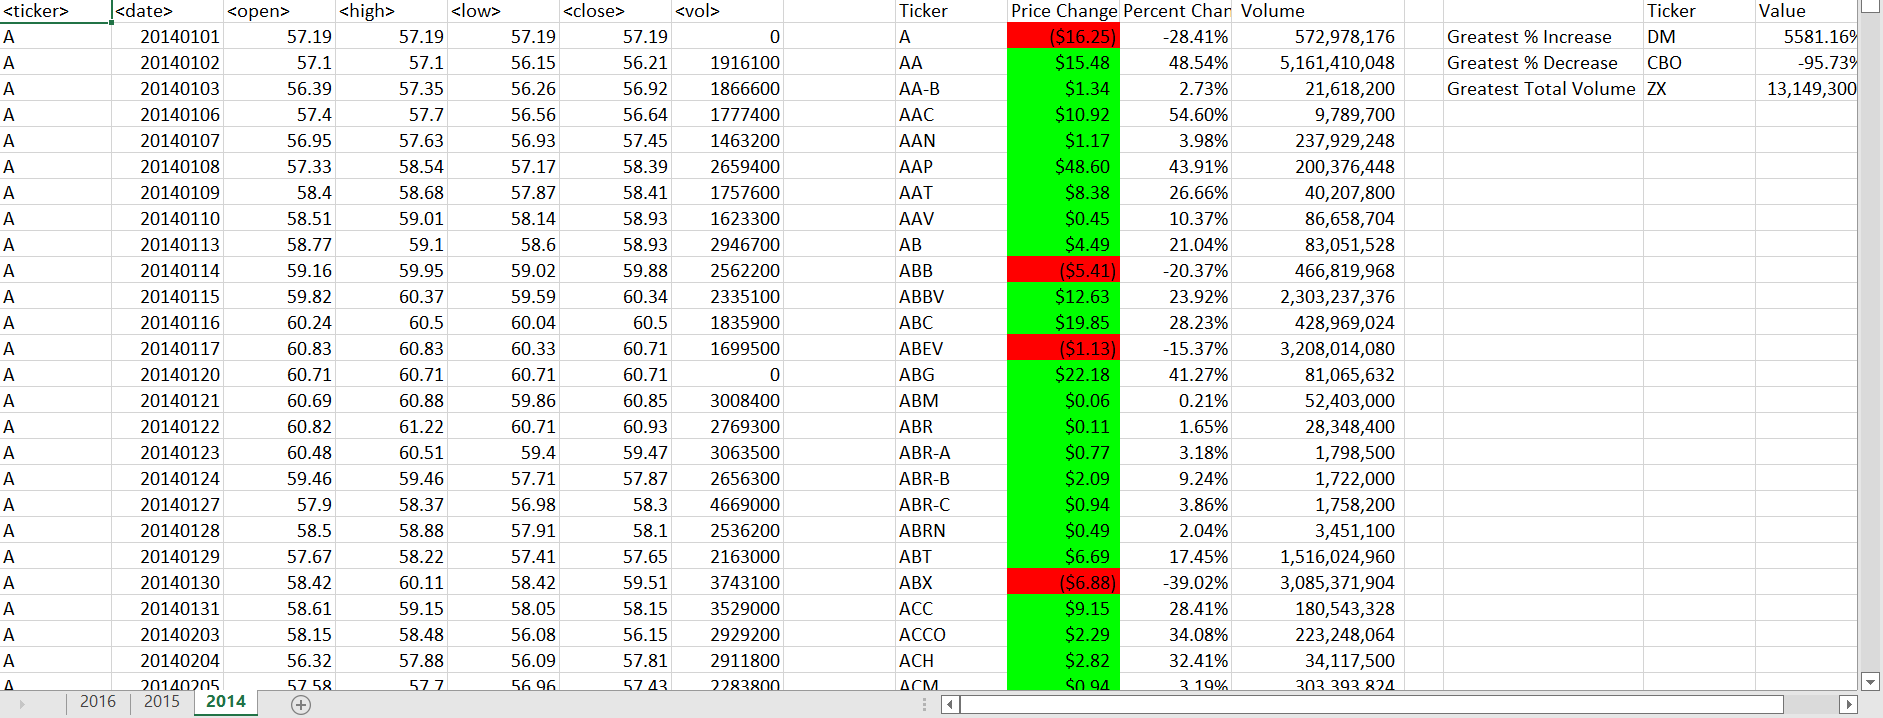 <ticker> <date> <open> <high> <low> <close> <vol> Ticker Price Change Percent Chan Volume Ticker Value
A 20140101 57.19 57.19 57.19 57.19 0 A ($16.25) -28.41% 572,978,176 Greatest % Increase DM 5581.16%
A 20140102 57.1 57.1 56.15 56.21 1916100 AA $15.48 48.54% 5,161,410,048 Greatest % Decrease CBO -95.73%
A 20140103 56.39 57.35 56.26 56.92 1866600 AA-B $1.34 2.73% 21,618,200 Greatest Total Volume ZX 13,149,300
A 20140106 57.4 57.7 56.56 56.64 1777400 AAC $10.92 54.60% 9,789,700
A 20140107 56.95 57.63 56.93 57.45 1463200 AAN $1.17 3.98% 237,929,248
A 20140108 57.33 58.54 57.17 58.39 2659400 AAP $48.60 43.91% 200,376,448
A 20140109 58.4 58.68 57.87 58.41 1757600 AAT $8.38 26.66% 40,207,800
A 20140110 58.51 59.01 58.14 58.93 1623300 AAV $0.45 10.37% 86,658,704
A 20140113 58.77 59.1 58.6 58.93 2946700 AB $4.49 21.04% 83,051,528
A 20140114 59.16 59.95 59.02 59.88 2562200 ABB ($5.41) -20.37% 466,819,968
A 20140115 59.82 60.37 59.59 60.34 2335100 ABBV $12.63 23.92% 2,303,237,376
A 20140116 60.24 60.5 60.04 60.5 1835900 ABC $19.85 28.23% 428,969,024
A 20140117 60.83 60.83 60.33 60.71 1699500 ABEV ($1.13) -15.37% 3,208,014,080
A 20140120 60.71 60.71 60.71 60.71 0 ABG $22.18 41.27% 81,065,632
A 20140121 60.69 60.88 59.86 60.85 3008400 ABM $0.06 0.21% 52,403,000
A 20140122 60.82 61.22 60.71 60.93 2769300 ABR $0.11 1.65% 28,348,400
A 20140123 60.48 60.51 59.4 59.47 3063500 ABR-A $0.77 3.18% 1,798,500
A 20140124 59.46 59.46 57.71 57.87 2656300 ABR-B $2.09 9.24% 1,722,000
A 20140127 57.9 58.37 56.98 58.3 4669000 ABR-C $0.94 3.86% 1,758,200
A 20140128 58.5 58.88 57.91 58.1 2536200 ABRN $0.49 2.04% 3,451,100
A 20140129 57.67 58.22 57.41 57.65 2163000 ABT $6.69 17.45% 1,516,024,960
A 20140130 58.42 60.11 58.42 59.51 3743100 ABX ($6.88) -39.02% 3,085,371,904
A 20140131 58.61 59.15 58.05 58.15 3529000 ACC $9.15 28.41% 180,543,328
A 20140203 58.15 58.48 56.08 56.15 2929200 ACCO $2.29 34.08% 223,248,064
A 20140204 56.32 57.88 56.09 57.81 2911800 ACH $2.82 32.41% 34,117,500
A 20140205 57.58 57.7 56.96 57.43 2283800 ACM $0.94 3.19% 303,393,824
2016 2015 2014